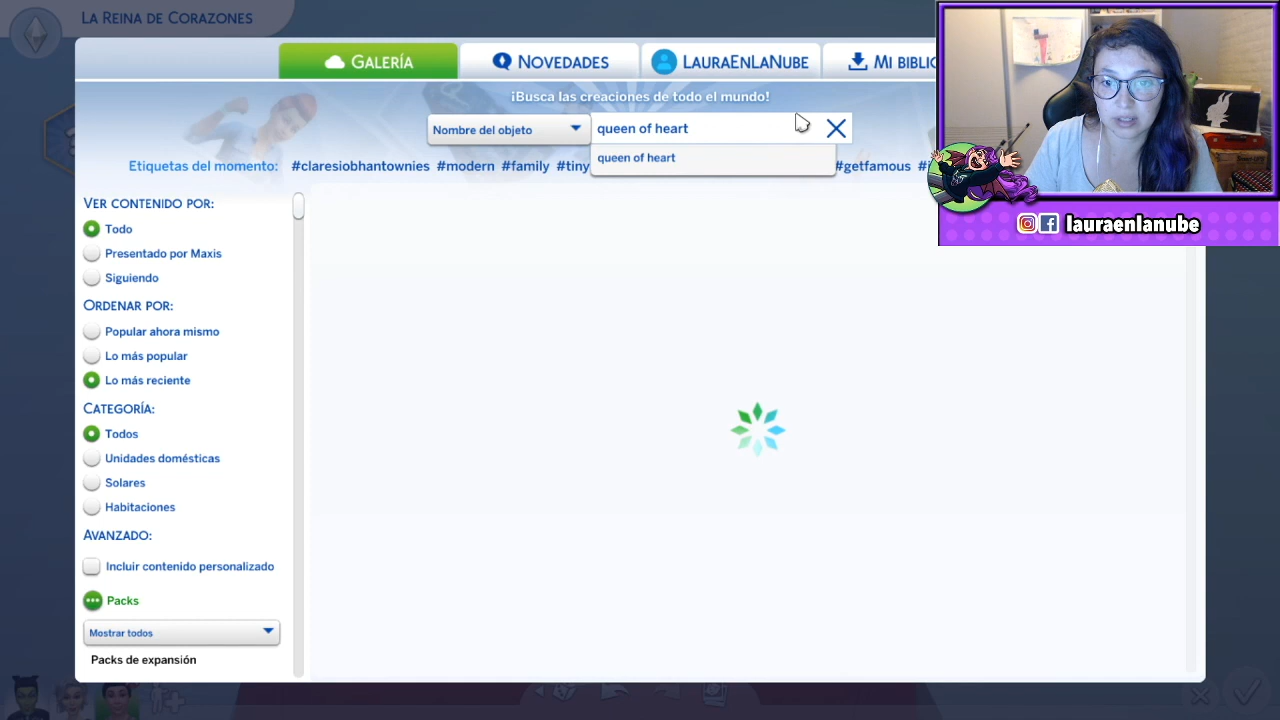 LA REINA DE CORAZONES
GALERÍA
NOVEDADES
LAURAENLANUBE
MI
¡Busca las creaciones de todo el mundo!
Nombre del objeto
queen of heart
queen of heart
Etiquetas del momento: #claresiobhantownies #modern #family #tiny #getfamous
lauraenlanube
VER CONTENIDO POR:
Todo
Presentado por Maxis
Siguiendo
ORDENAR POR:
Popular ahora mismo
Lo más popular
Lo más reciente
CATEGORÍA:
Todos
Unidades domésticas
Solares
Habitaciones
AVANZADO:
Incluir contenido personalizado
Packs
Mostrar todos
Packs de expansión